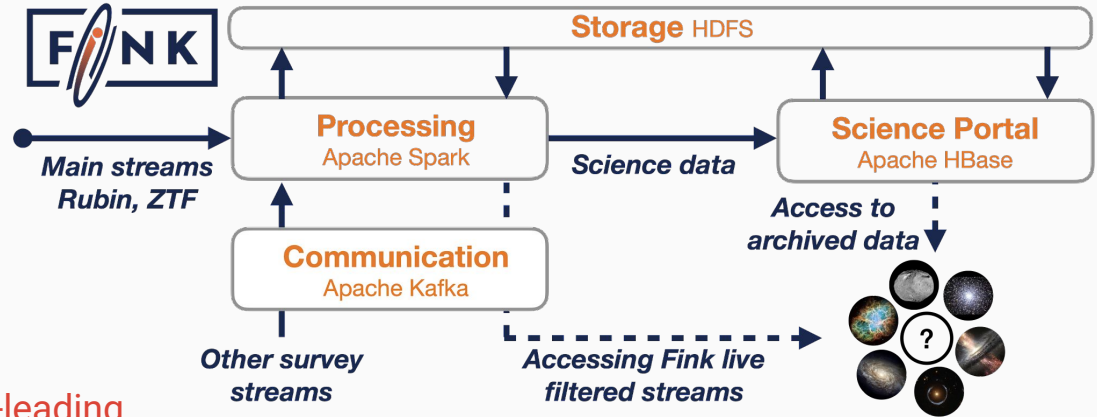 FINK
Storage HDFS
Processing
Apache Spark
Science Portal
Apache HBase
Main streams
Rubin, ZTF
Science data
Access to
archived data
Communication
Apache Kafka
?
Other survey
streams
Accessing Fink live
filtered streams
-leading